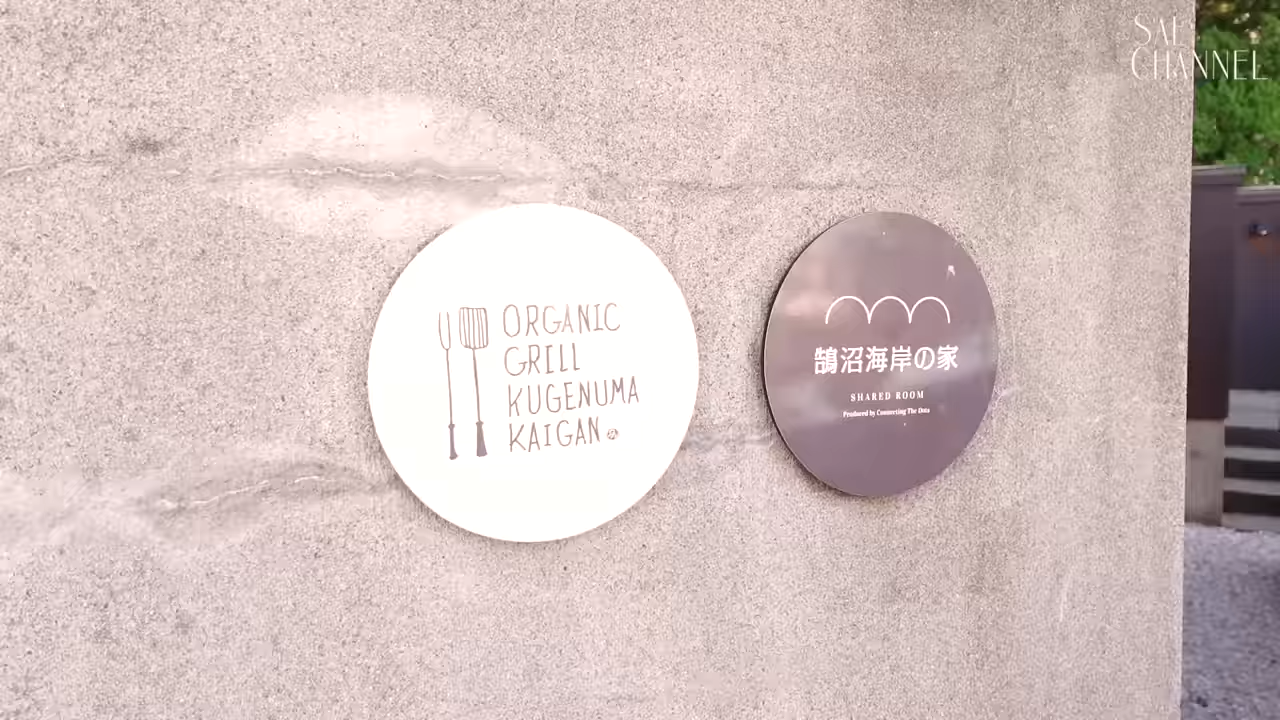 SAE
CHANNEL
ORGANIC
GRILL
KUGENUMA
KAIGAN
鵠沼海岸の家
SHARED ROOM
Produced by Connecting The Dots